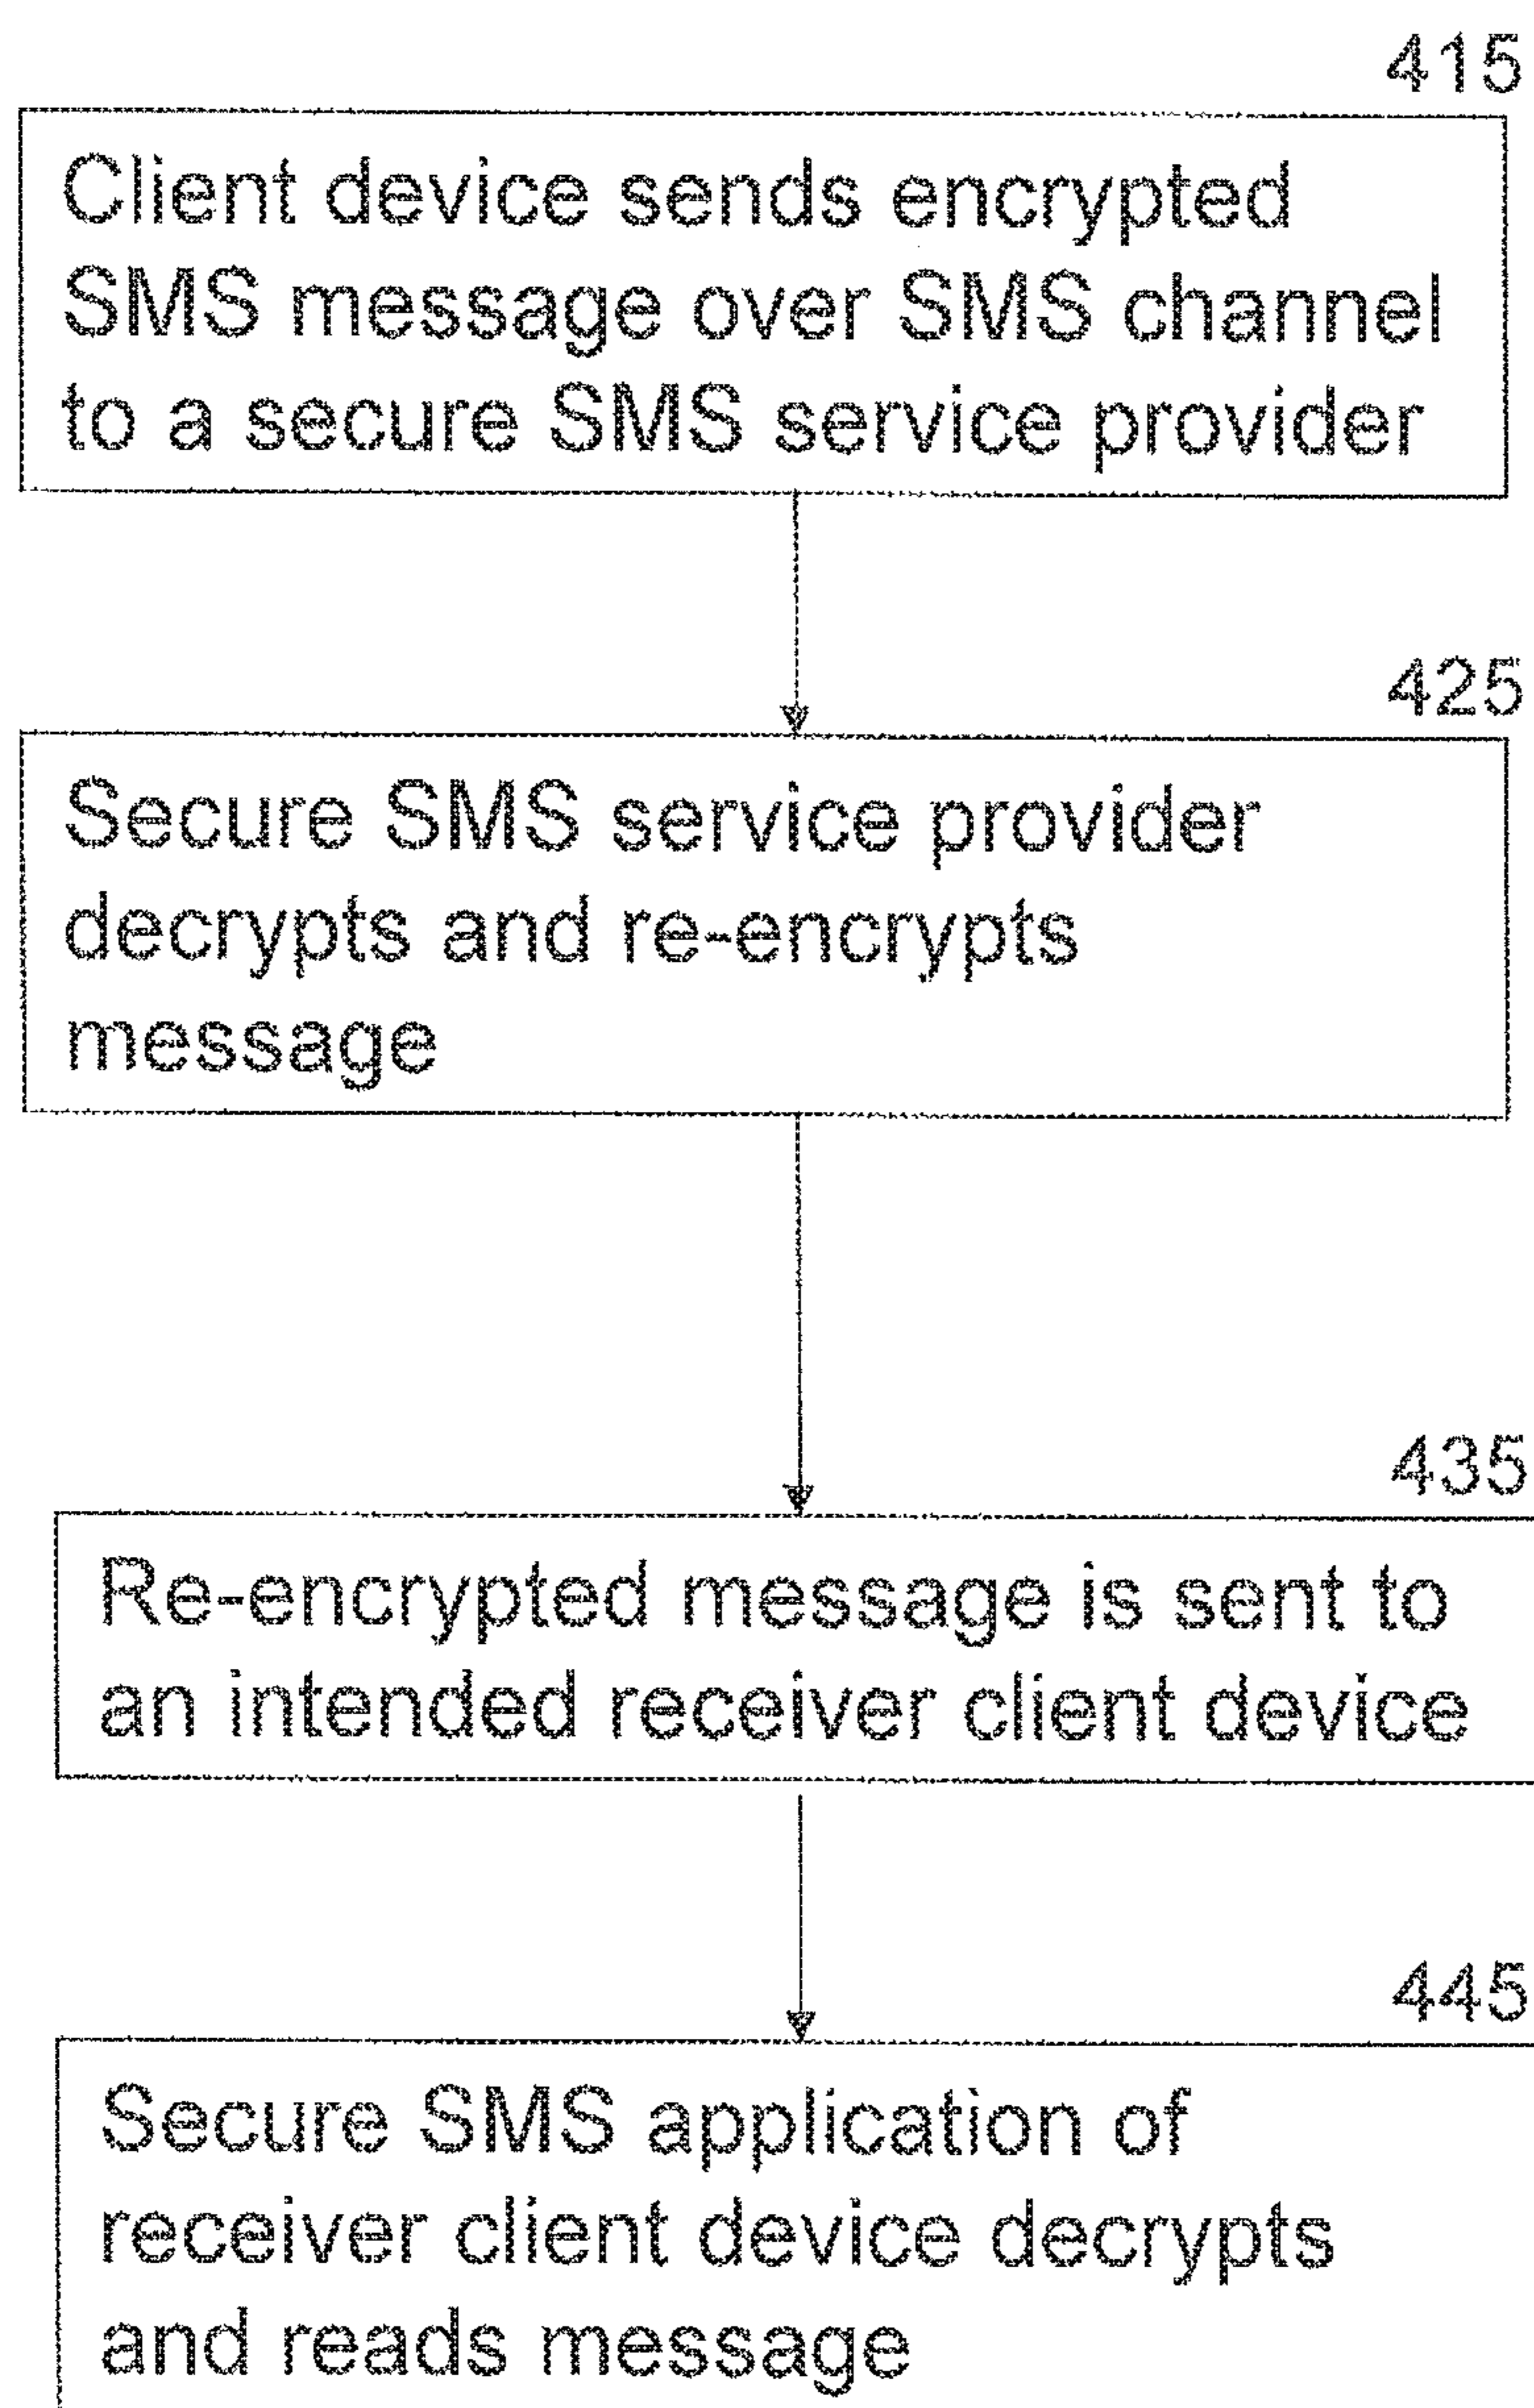 415
Client device sends encrypted
SMS message over SMS channel
to a secure SMS service provider
425
Secure SMS service provider
decrypts and re-encrypts
message
435
Re-encrypted message is sent to
an intended receiver client device
445
Secure SMS application of
receiver client device decrypts
and reads message